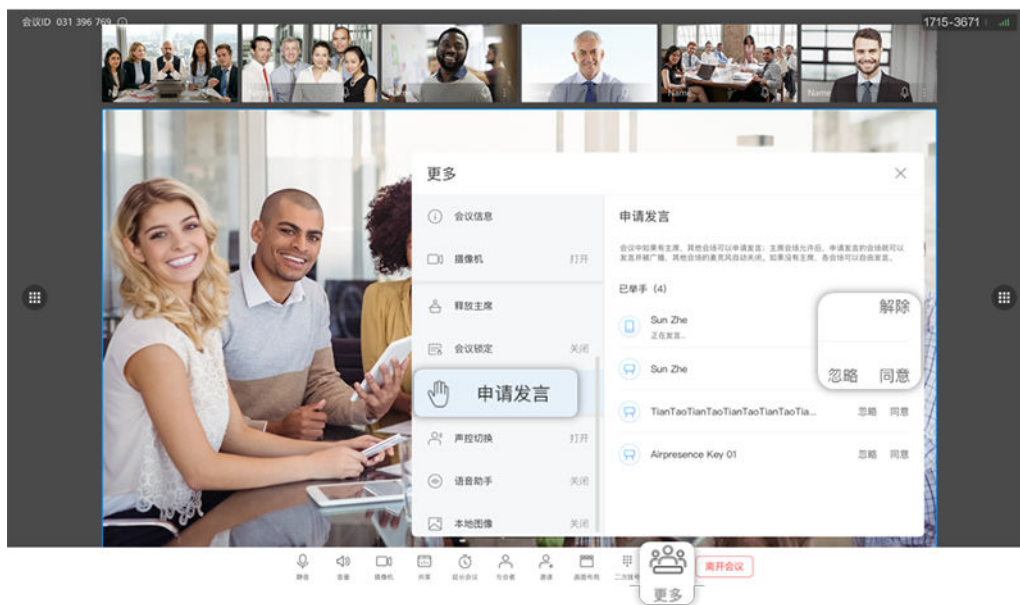 会议ID 031 396 769
1715-3671
Name
Name
Name
更多
会议信息
摄像机 打开
释放主席
会议锁定 关闭
申请发言
声控切换 打开
语音助手 关闭
本地图像 关闭
申请发言
会议中如果有主席，其他会场可以申请发言；主席会场允许后，申请发言的会场就可以
发言并被广播，其他会场的麦克风自动关闭。如果没有主席，各会场可以自由发言。
已举手（4）
Sun Zhe
正在发言...
解除
Sun Zhe
忽略 同意
TianTaoTianTaoTianTaoTianTaoTia...
忽略 同意
Airpresence Key 01
忽略 同意
静音 音量 摄像机 共享 延长会议 与会者 邀请 画面布局 二次拨号 更多 离开会议